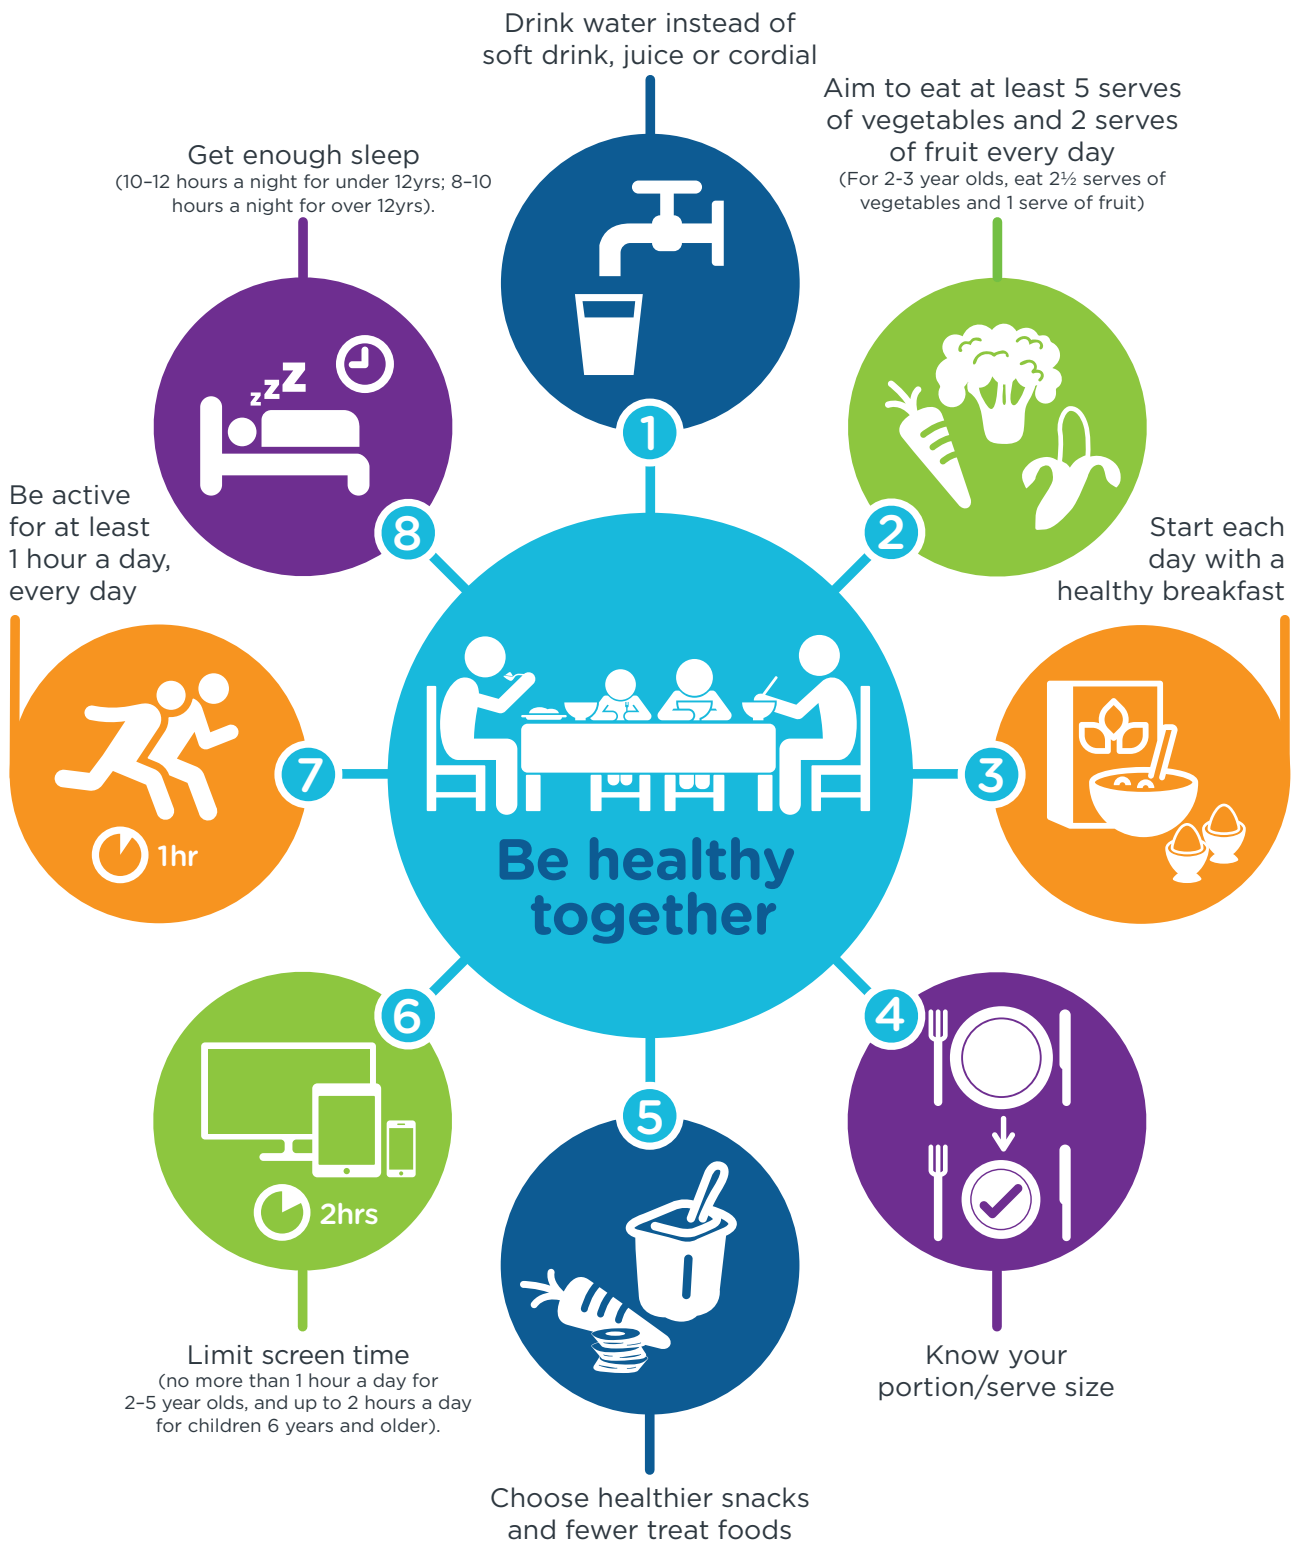 Drink water instead of
soft drink, juice or cordial
1
Aim to eat at least 5 serves
of vegetables and 2 serves
of fruit every day
(For 2-3 year olds, eat 2½ serves of
vegetables and 1 serve of fruit)
2
Start each
day with a
healthy breakfast
3
4
Know your
portion/serve size
5
Choose healthier snacks
and fewer treat foods
6
2hrs
Limit screen time
(no more than 1 hour a day for
2–5 year olds, and up to 2 hours a day
for children 6 years and older).
Be active
for at least
1 hour a day,
every day
7
1hr
Get enough sleep
(10–12 hours a night for under 12yrs; 8–10
hours a night for over 12yrs).
zzz
8
Be healthy
together